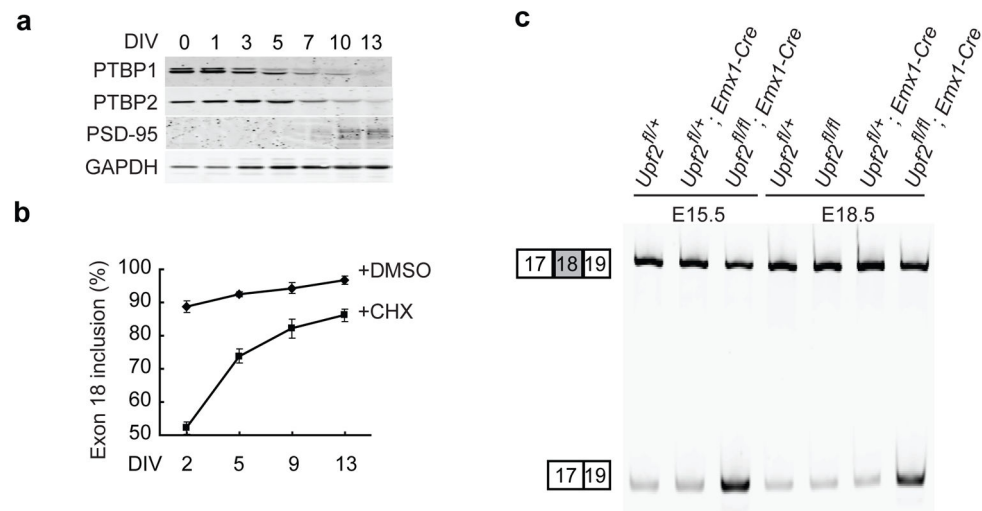 a
DIV 0 1 3 5 7 10 13
PTBP1
PTBP2
PSD-95
GAPDH
b
Exon 18 inclusion (%)
100
90
80
70
60
50
+DMSO
+CHX
DIV 2 5 9 13
c
Upf2fl/+
Upf2fl/+; Emx1-Cre
Upf2fl/fl; Emx1-Cre
Upf2fl/+
Upf2fl/fl
Upf2fl/+; Emx1-Cre
Upf2fl/fl; Emx1-Cre
E15.5 E18.5
17 18 19
17 19